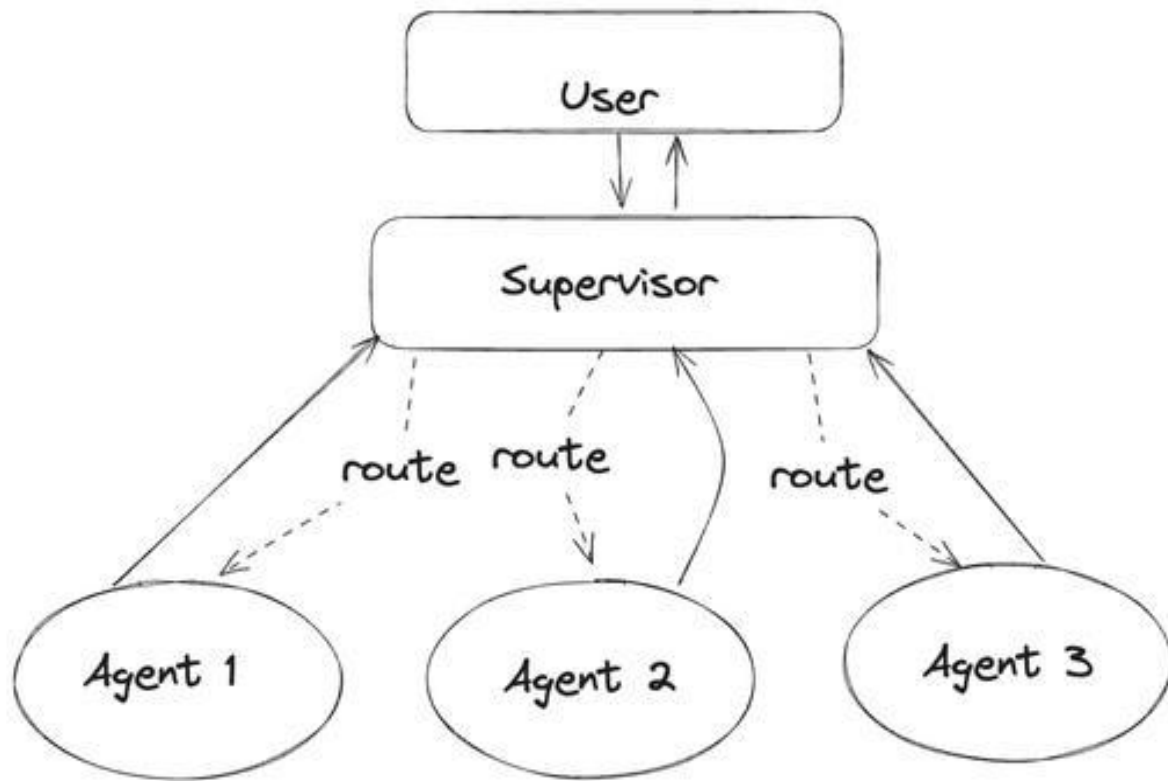 User
Supervisor
route
route
route
Agent 1
Agent 2
Agent 3